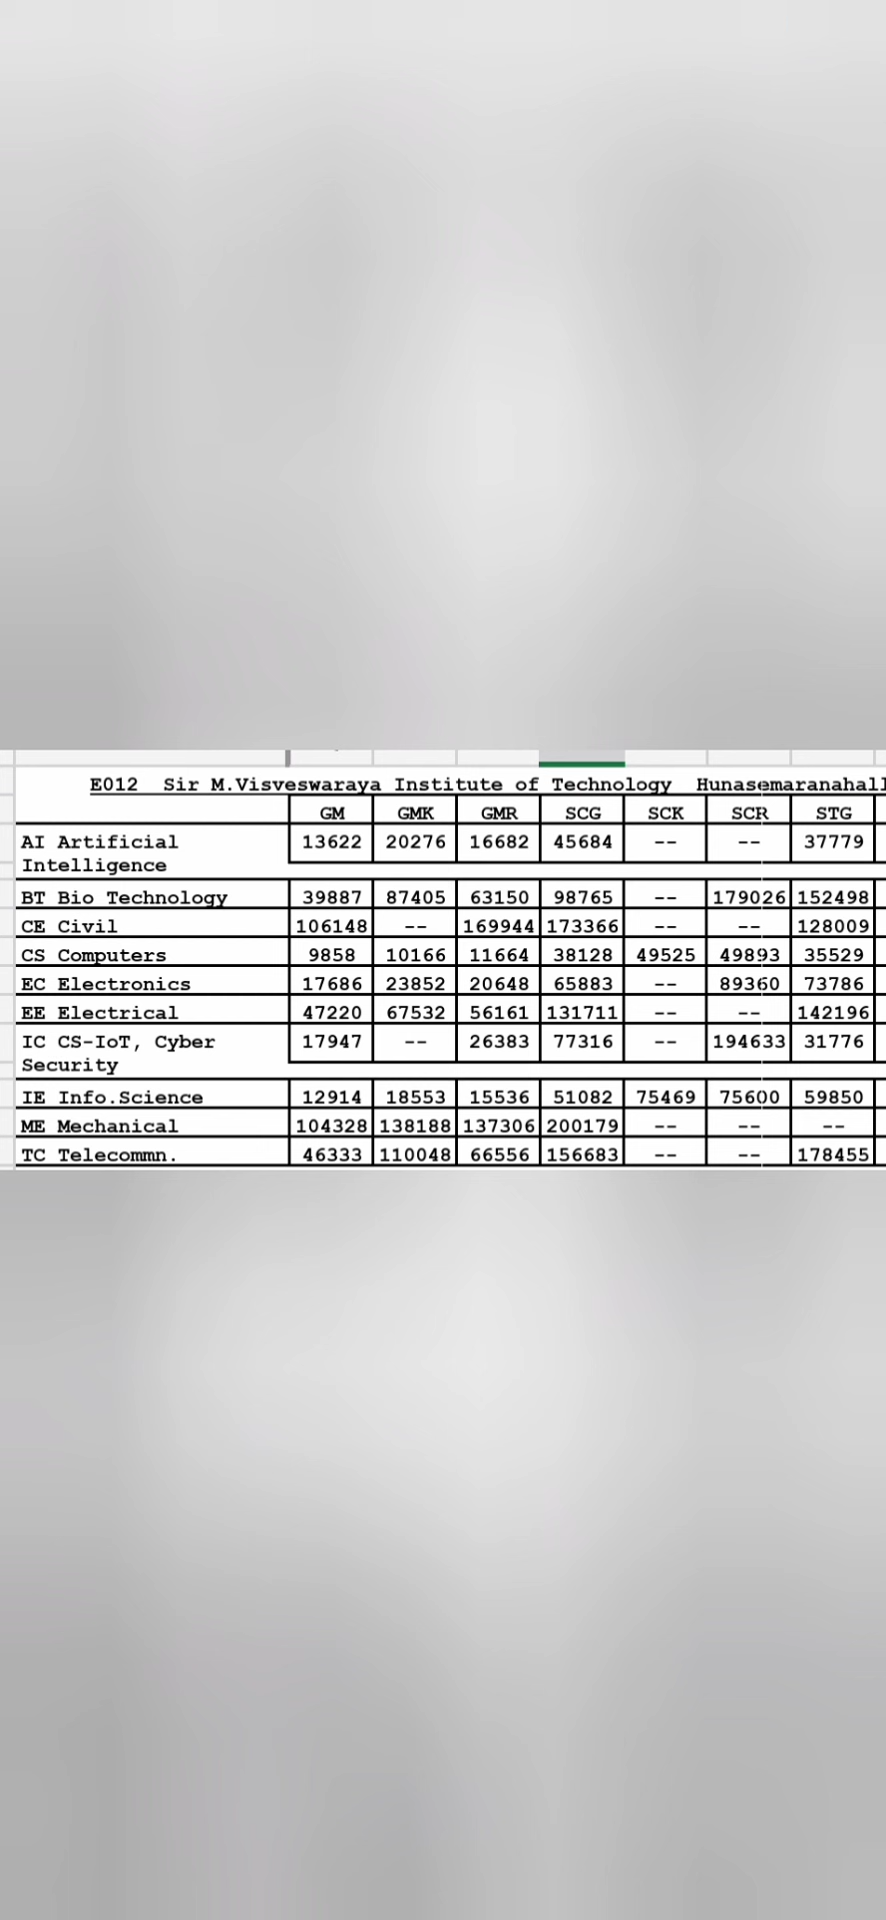 E012 Sir M.Visveswaraya Institute of Technology Hunasemaranahall
GM GMK GMR SCG SCK SCR STG
AI Artificial 13622 20276 16682 45684 -- -- 37779
Intelligence
BT Bio Technology 39887 87405 63150 98765 -- 179026 152498
CE Civil 106148 -- 169944 173366 -- -- 128009
CS Computers 9858 10166 11664 38128 49525 49893 35529
EC Electronics 17686 23852 20648 65883 -- 89360 73786
EE Electrical 47220 67532 56161 131711 -- -- 142196
IC CS-IoT, Cyber 17947 -- 26383 77316 -- 194633 31776
Security
IE Info.Science 12914 18553 15536 51082 75469 75600 59850
ME Mechanical 104328 138188 137306 200179 -- -- --
TC Telecommn. 46333 110048 66556 156683 -- -- 178455